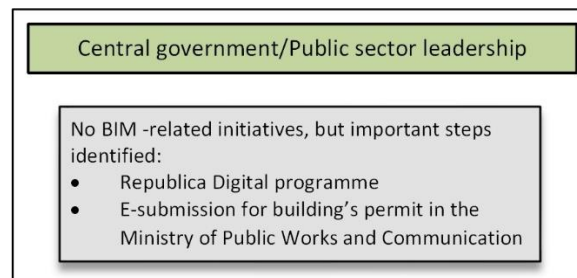 Central government/Public sector leadership
No BIM -related initiatives, but important steps
identified:
• Republica Digital programme
• E-submission for building's permit in the
Ministry of Public Works and Communication